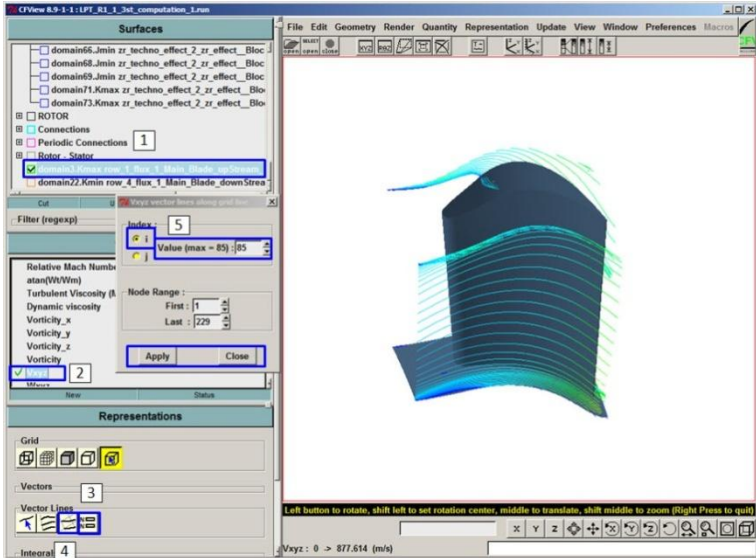 CFView 8.9-1-1 : LPT_R1_1_3st_computation_1.run
Surfaces
File Edit Geometry Render Quantity Representation Update View Window Preferences Macros
domain66.Jmin zr_techno_effect_2_zr_effect__Bloc
domain68.Jmin zr_techno_effect_2_zr_effect__Bloc
domain69.Jmin zr_techno_effect_2_zr_effect__Bloc
domain71.Kmax zr_techno_effect_2_zr_effect__Bloc
domain73.Kmax zr_techno_effect_2_zr_effect__Blo
ROTOR
Connections
Periodic Connections
1
Rotor - Stator
domain3.Kmax row_1_flux_1_Main_Blade_upStream
domain22.Kmin row_4_flux_1_Main_Blade_downStrea
Cut
Vxyz vector lines along grid line
Filter (regexp)
Index :
5
i
Value (max = 85) : 85
j
Relative Mach Numbe
atan(Wt/Wm)
Turbulent Viscosity (M
Dynamic viscosity
Vorticity_x
Vorticity_y
Vorticity_z
Vorticity
Vxyz
2
Wxyz
Node Range :
First : 1
Last : 229
Apply
Close
New
Status
Representations
Grid
Vectors
3
Vector Lines
4
Integral
Left button to rotate, shift left to set rotation center, middle to translate, shift middle to zoom (Right Press to quit)
X Y Z
Vxyz : 0 -> 877.614 (m/s)